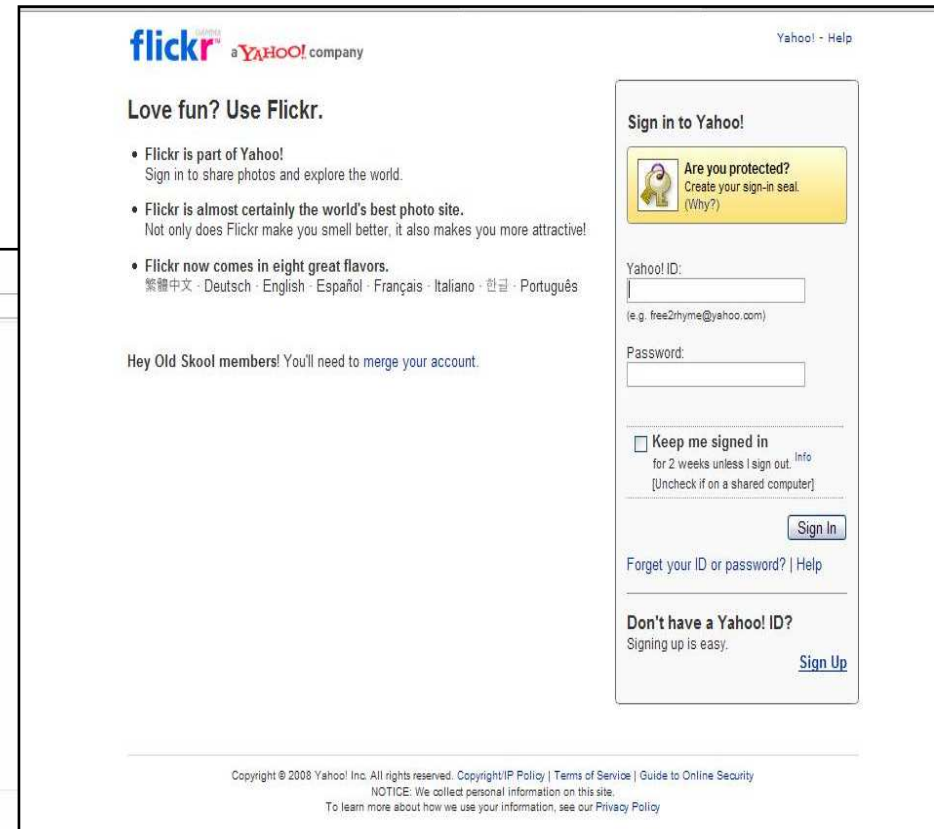 flickr™ a YAHOO! company
Yahoo! - Help
Love fun? Use Flickr.
• Flickr is part of Yahoo!
Sign in to share photos and explore the world.
• Flickr is almost certainly the world's best photo site.
Not only does Flickr make you smell better, it also makes you more attractive!
• Flickr now comes in eight great flavors.
繁體中文 - Deutsch - English - Español - Français - Italiano - 한글 - Português
Hey Old Skool members! You'll need to merge your account.
Sign in to Yahoo!
Are you protected?
Create your sign-in seal.
(Why?)
Yahoo! ID:
(e.g. free2rhyme@yahoo.com)
Password:
Keep me signed in
for 2 weeks unless I sign out. Info
[Uncheck if on a shared computer]
Sign In
Forget your ID or password? | Help
Don't have a Yahoo! ID?
Signing up is easy.
Sign Up
Copyright © 2008 Yahoo! Inc. All rights reserved. Copyright/IP Policy | Terms of Service | Guide to Online Security
NOTICE: We collect personal information on this site.
To learn more about how we use your information, see our Privacy Policy